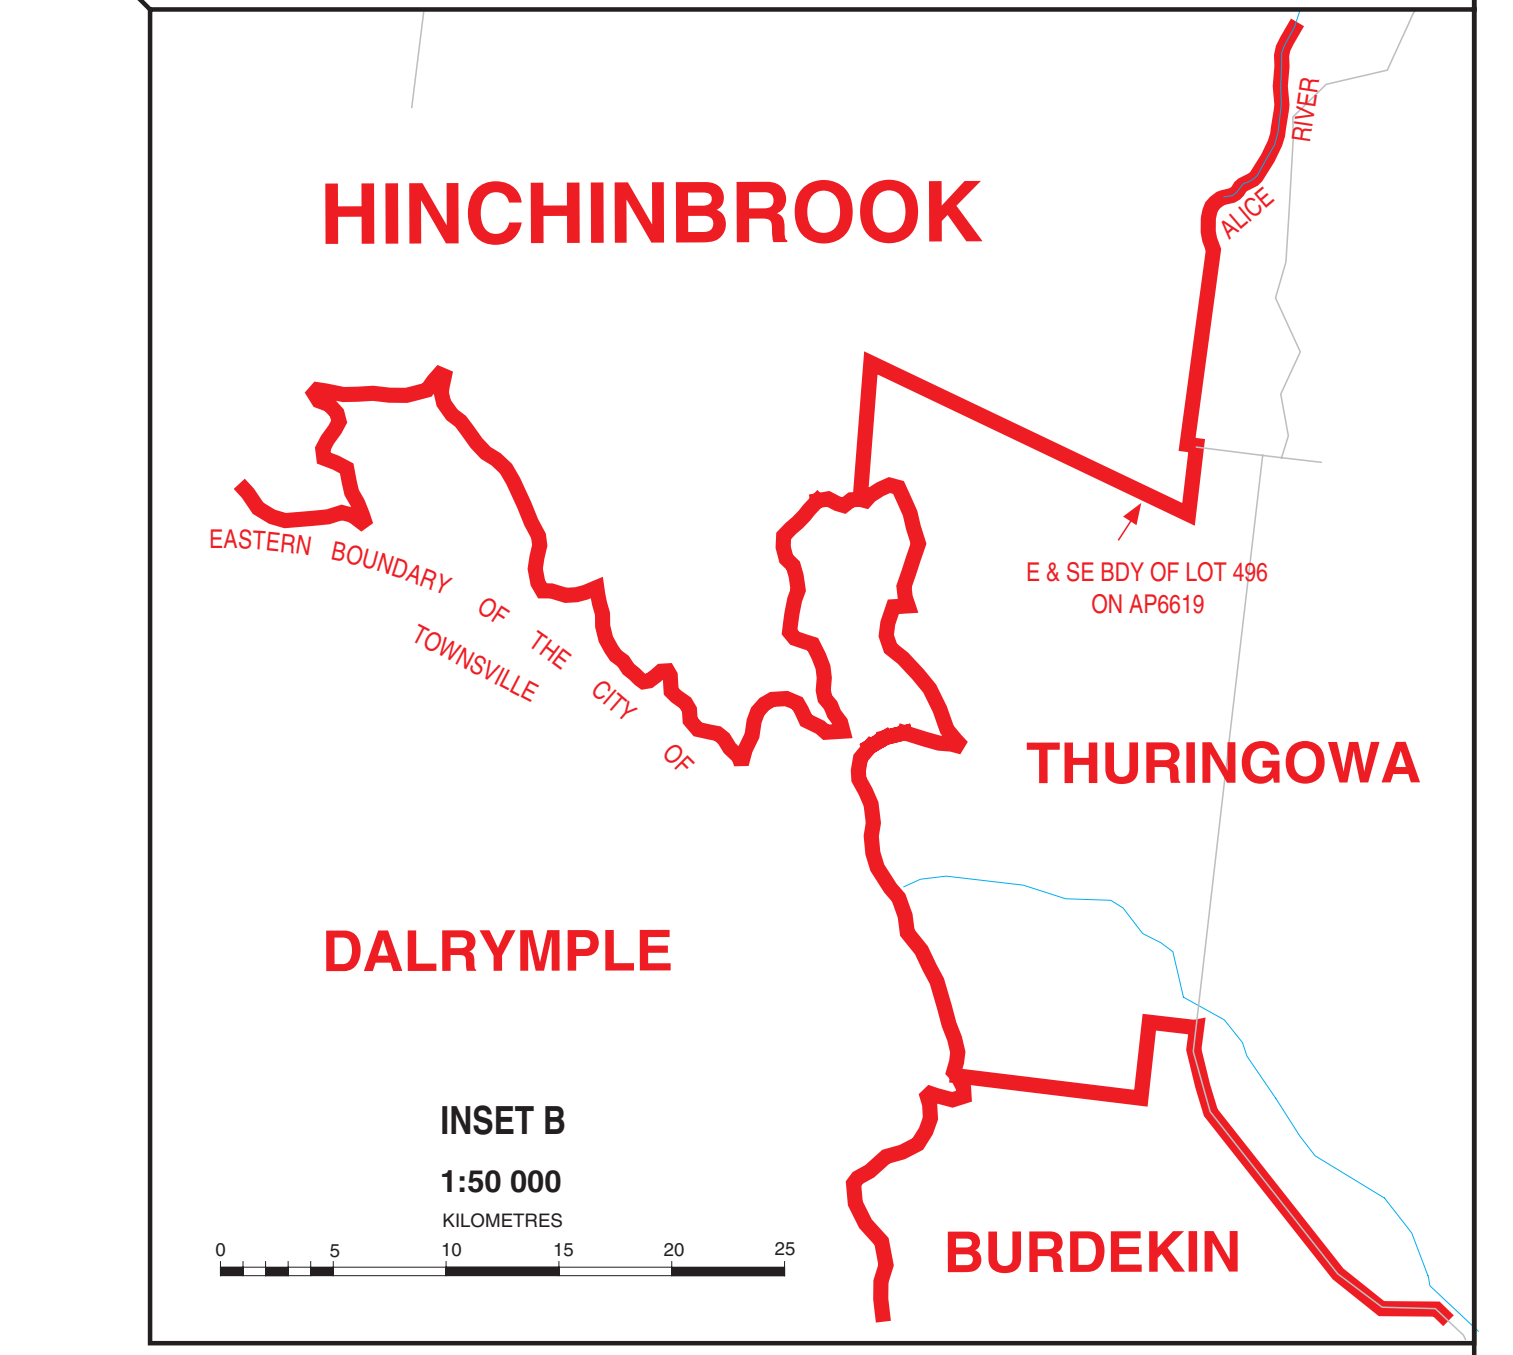 RIVER
HINCHINBROOK
ALICE
EASTERN BOUNDARY OF THE CITY OF
TOWNSVILLE
E & SE BDY OF LOT 496
ON AP6619
THURINGOWA
DALRYMPLE
INSET B
1:50 000
KILOMETRES
0 5 10 15 20 25
BURDEKIN